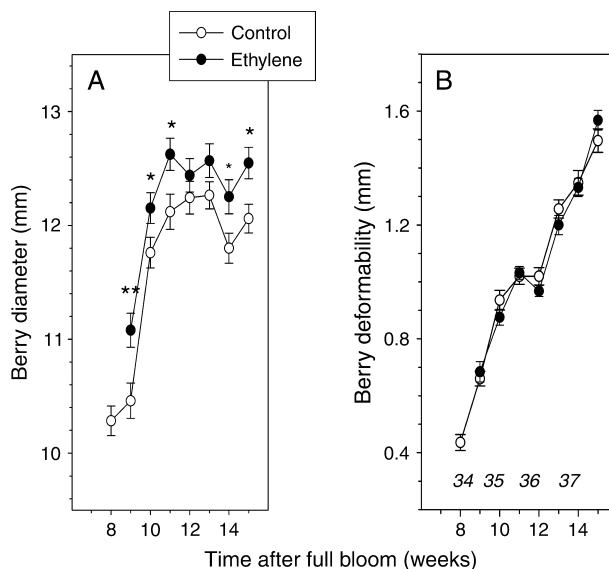 Control
Ethylene
A
B
13
12
11
10
Berry diameter (mm)
* * ** * * *
8 10 12 14
1.6
1.2
0.8
0.4
Berry deformability (mm)
34 35 36 37
8 10 12 14
Time after full bloom (weeks)